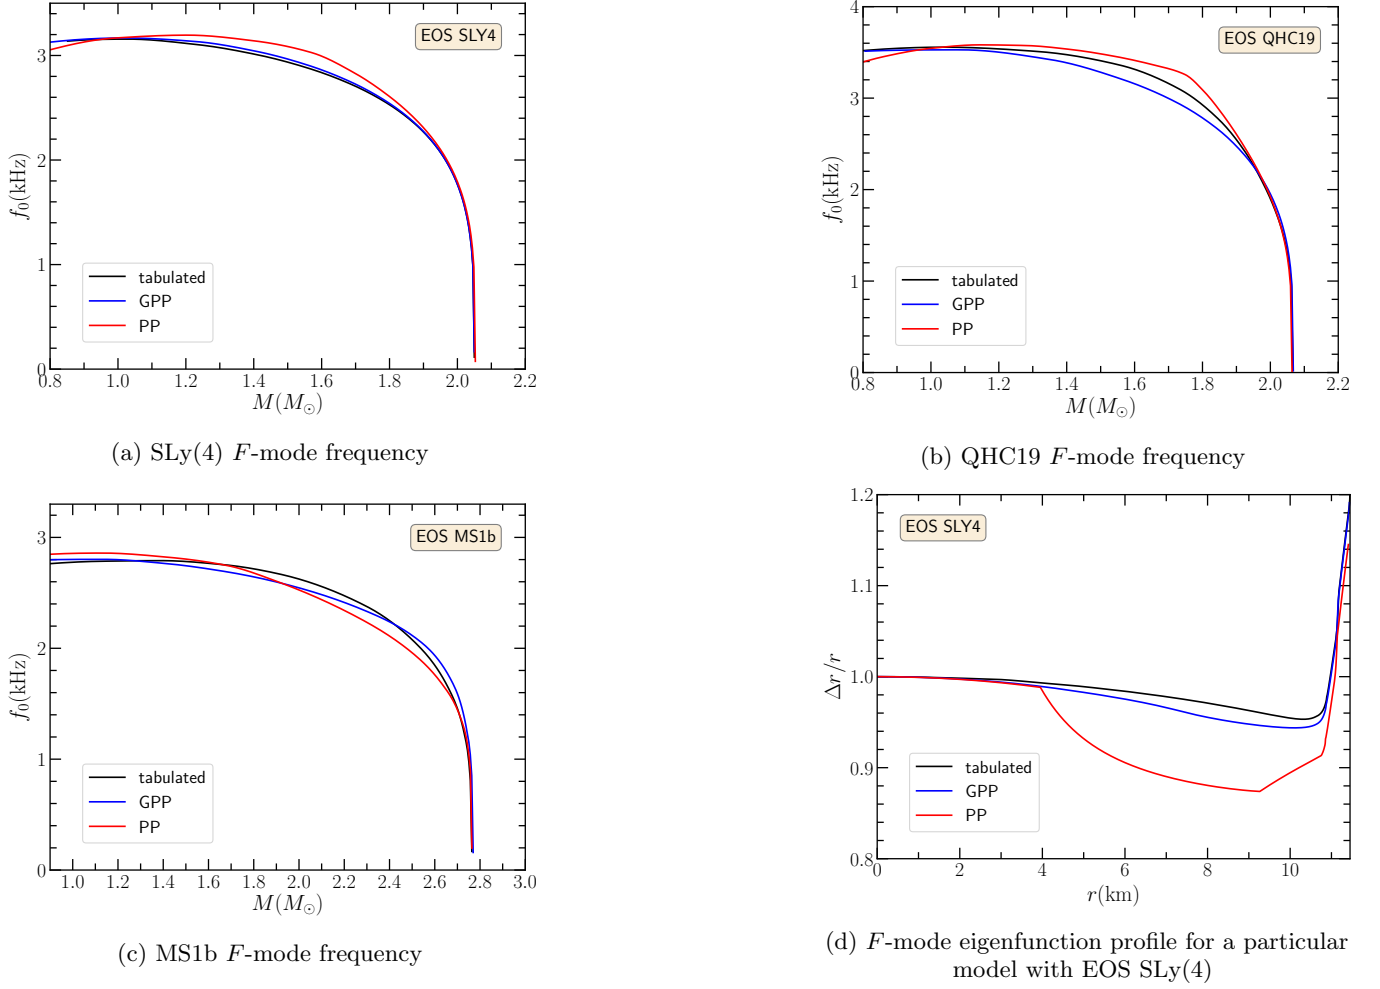 EOS SLY4
f₀(kHz)
3
2
1
0
tabulated
GPP
PP
0.8 1.0 1.2 1.4 1.6 1.8 2.0 2.2
M(M⊙)
(a) SLy(4) F-mode frequency
EOS QHC19
f₀(kHz)
4
3
2
1
0
tabulated
GPP
PP
0.8 1.0 1.2 1.4 1.6 1.8 2.0 2.2
M(M⊙)
(b) QHC19 F-mode frequency
EOS MS1b
f₀(kHz)
3
2
1
0
tabulated
GPP
PP
1.0 1.2 1.4 1.6 1.8 2.0 2.2 2.4 2.6 2.8 3.0
M(M⊙)
(c) MS1b F-mode frequency
EOS SLY4
Δr/r
1.2
1.1
1.0
0.9
0.8
tabulated
GPP
PP
0 2 4 6 8 10
r(km)
(d) F-mode eigenfunction profile for a particular
model with EOS SLy(4)